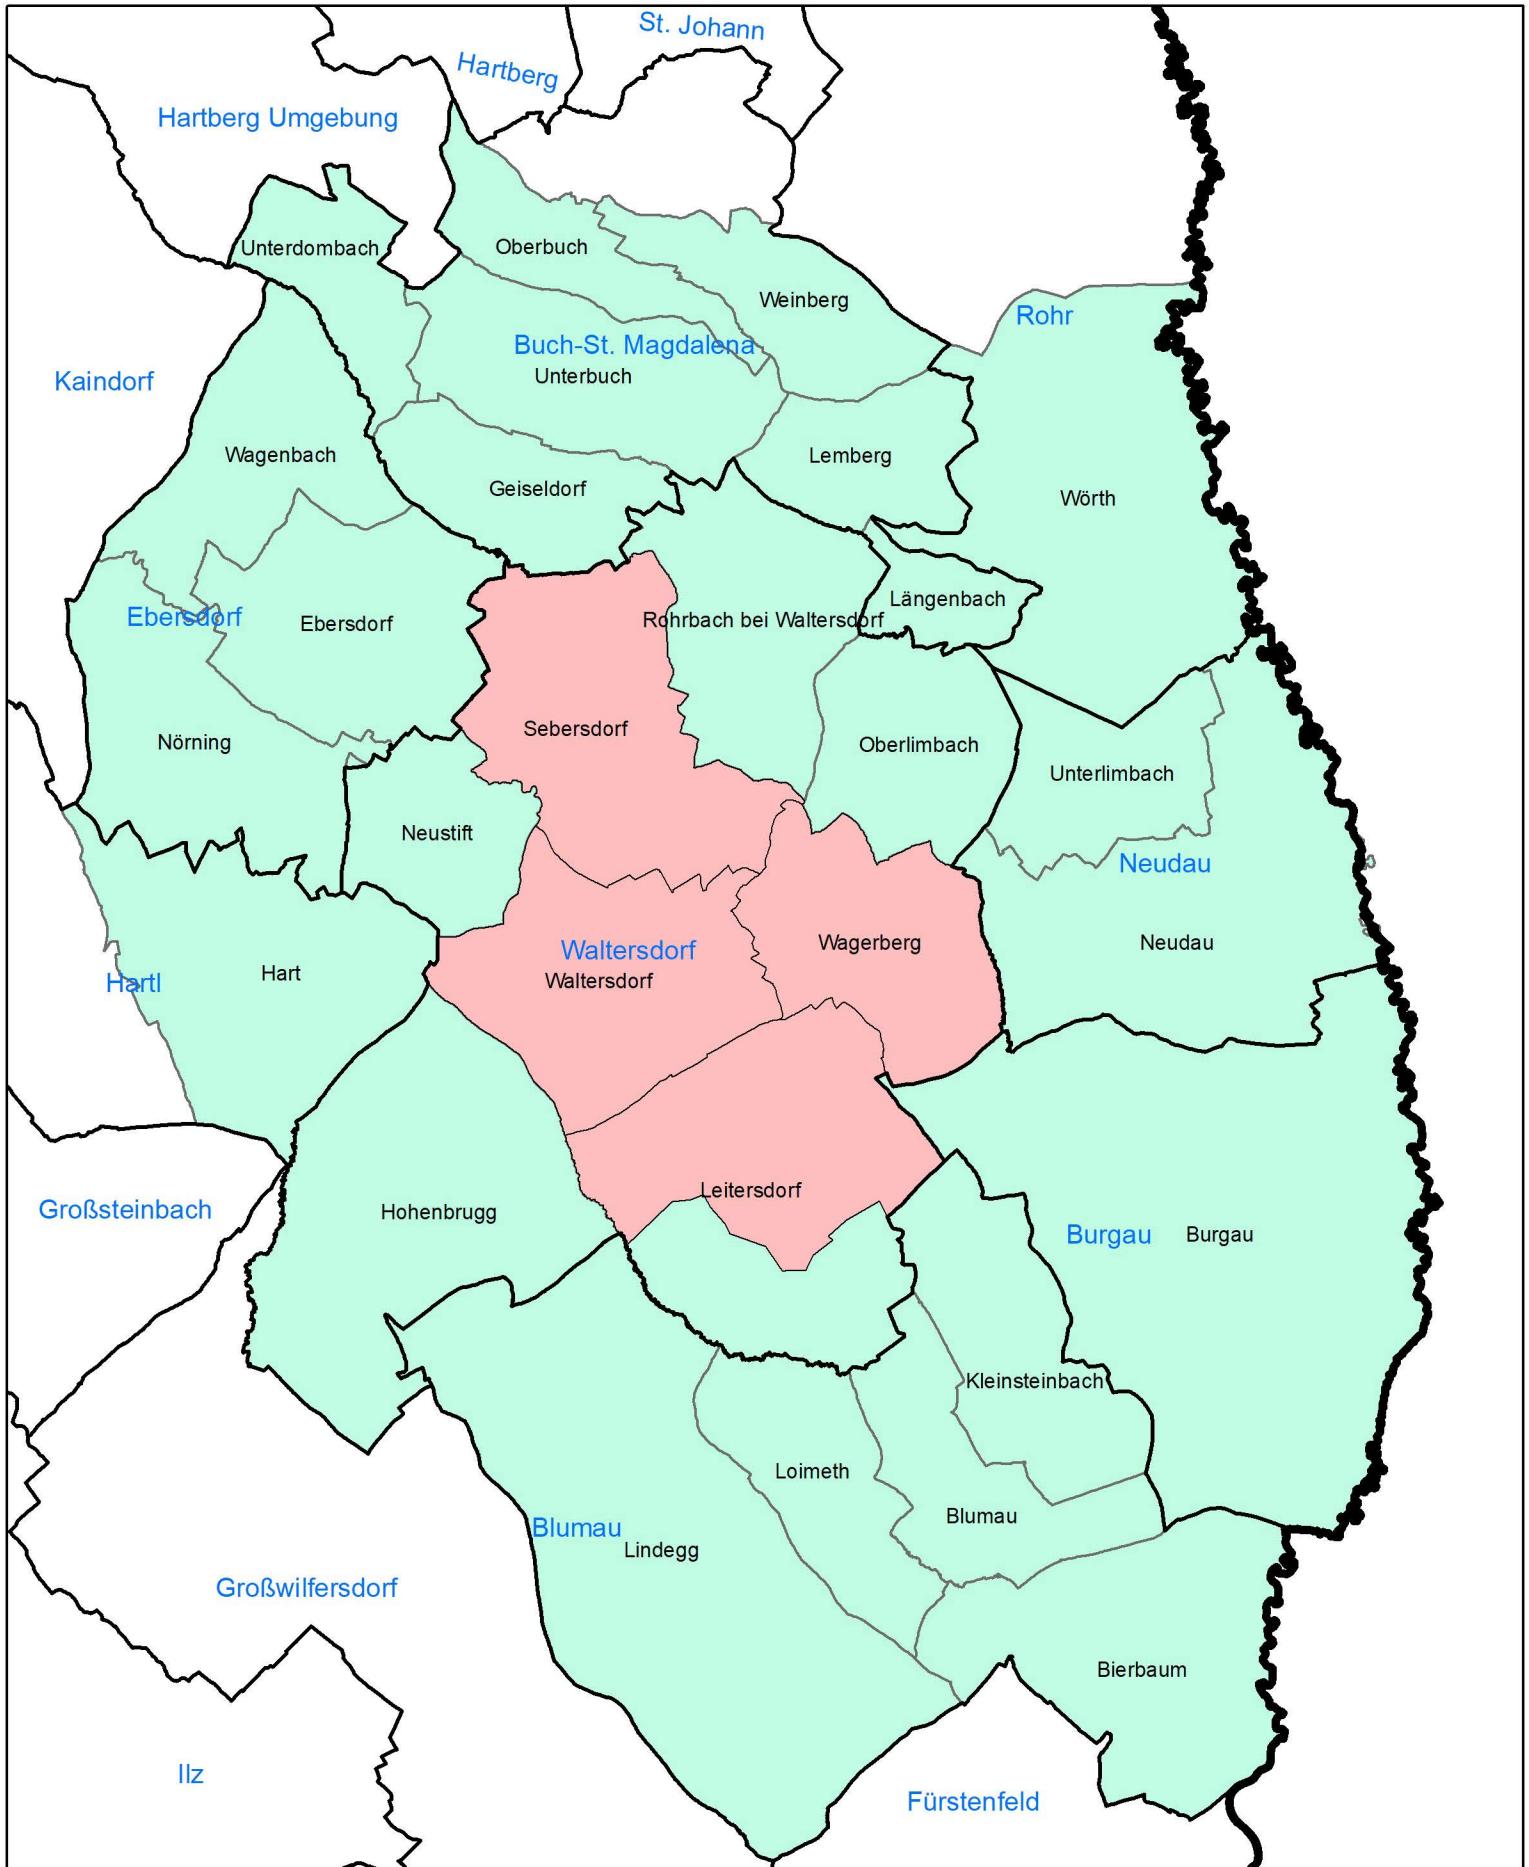 St. Johann
Hartberg
Hartberg Umgebung
Unterdombach
Oberbuch
Weinberg
Rohr
Buch-St. Magdalena
Unterbuch
Kaindorf
Wagenbach
Lemberg
Geiseldorf
Wörth
Längenbach
Ebersdorf
Ebersdorf
Rohrbach bei Waltersdorf
Sebersdorf
Nörning
Oberlimbach
Unterlimbach
Neustift
Neudau
Wagerberg
Neudau
Waltersdorf
Waltersdorf
Hart
Hartl
Leitersdorf
Großsteinbach
Hohenbrugg
Burgau
Burgau
Kleinsteinbach
Loimeth
Blumau
Blumau
Lindegg
Großwilfersdorf
Bierbaum
Ilz
Fürstenfeld